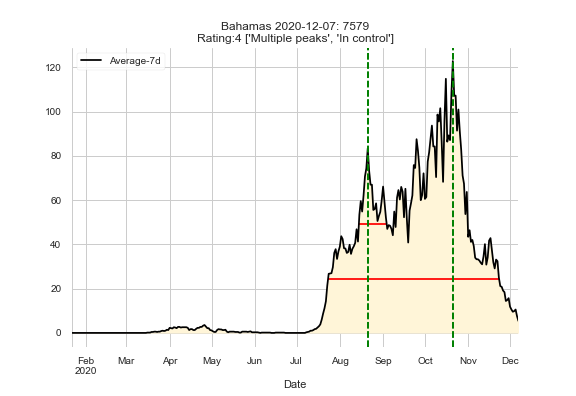 Bahamas 2020-12-07: 7579
Rating:4 ['Multiple peaks', 'In control']
Average-7d
120
100
80
60
40
20
0
Feb Mar Apr May Jun Jul Aug Sep Oct Nov Dec
2020
Date